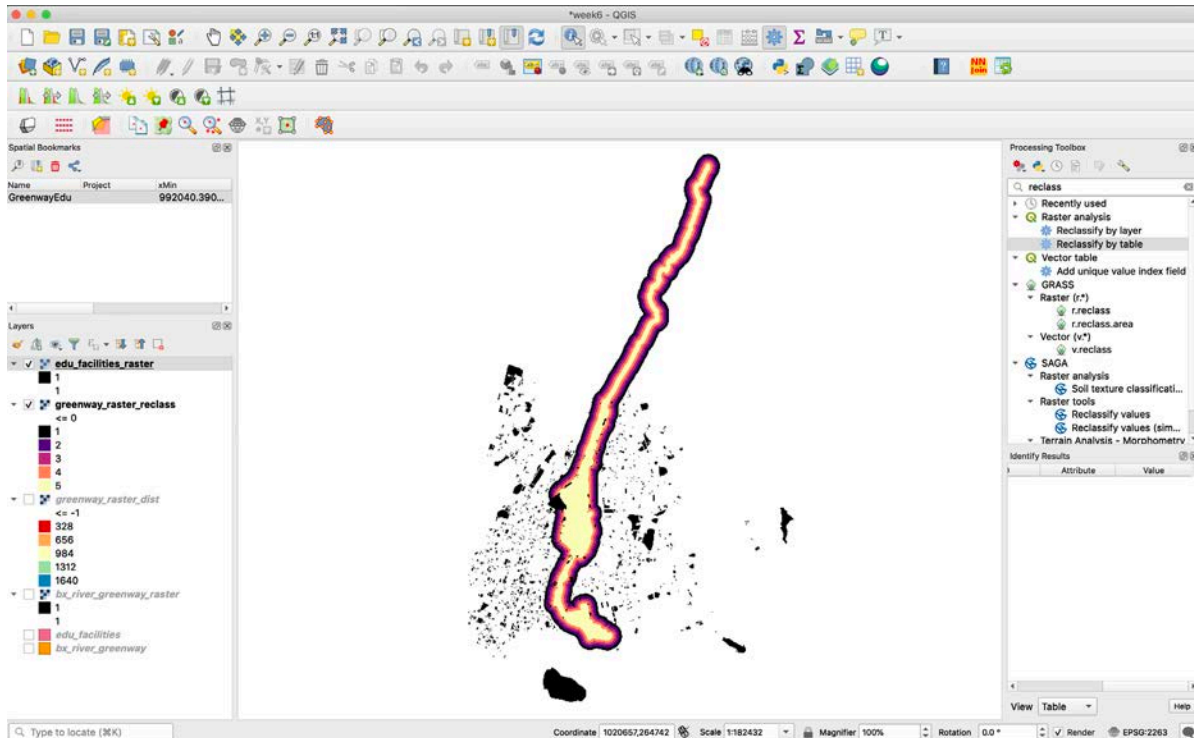 *week6 - QGIS
NN
join
Spatial Bookmarks
Name Project xMin
GreenwayEdu 992040.390...
Layers
edu_facilities_raster
1
1
greenway_raster_reclass
<= 0
1
2
3
4
5
greenway_raster_dist
<= -1
328
656
984
1312
1640
bx_river_greenway_raster
1
1
edu_facilities
bx_river_greenway
Processing Toolbox
reclass
Recently used
Raster analysis
Reclassify by layer
Reclassify by table
Vector table
Add unique value index field
GRASS
Raster (r.*)
r.reclass
r.reclass.area
Vector (v.*)
v.reclass
SAGA
Raster analysis
Soil texture classificati...
Raster tools
Reclassify values
Reclassify values (sim...
Terrain Analysis - Morphometry
Identify Results
Attribute Value
View Table Help
Type to locate (⌘K) Coordinate 1020657,264742 Scale 1:182432 Magnifier 100% Rotation 0.0 ° Render EPSG:2263